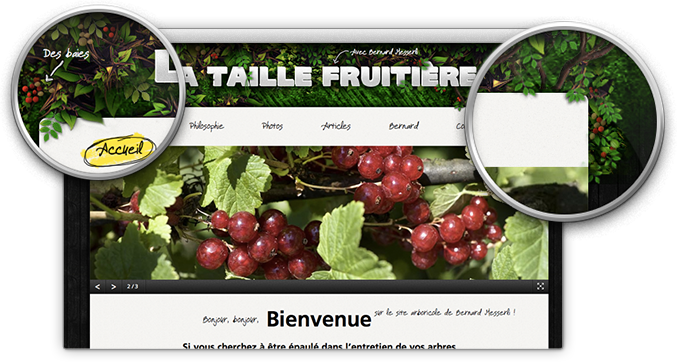 Des baies
Avec Bernard Messerli
LA TAILLE FRUITIÈRE
Accueil
Philosophie Photos Articles Bernard Co
< > 2/3
Bonjour, bonjour, Bienvenue sur le site arboricole de Bernard Messerli !
Si vous cherchez à être épaulé dans l'entretien de vos arbres